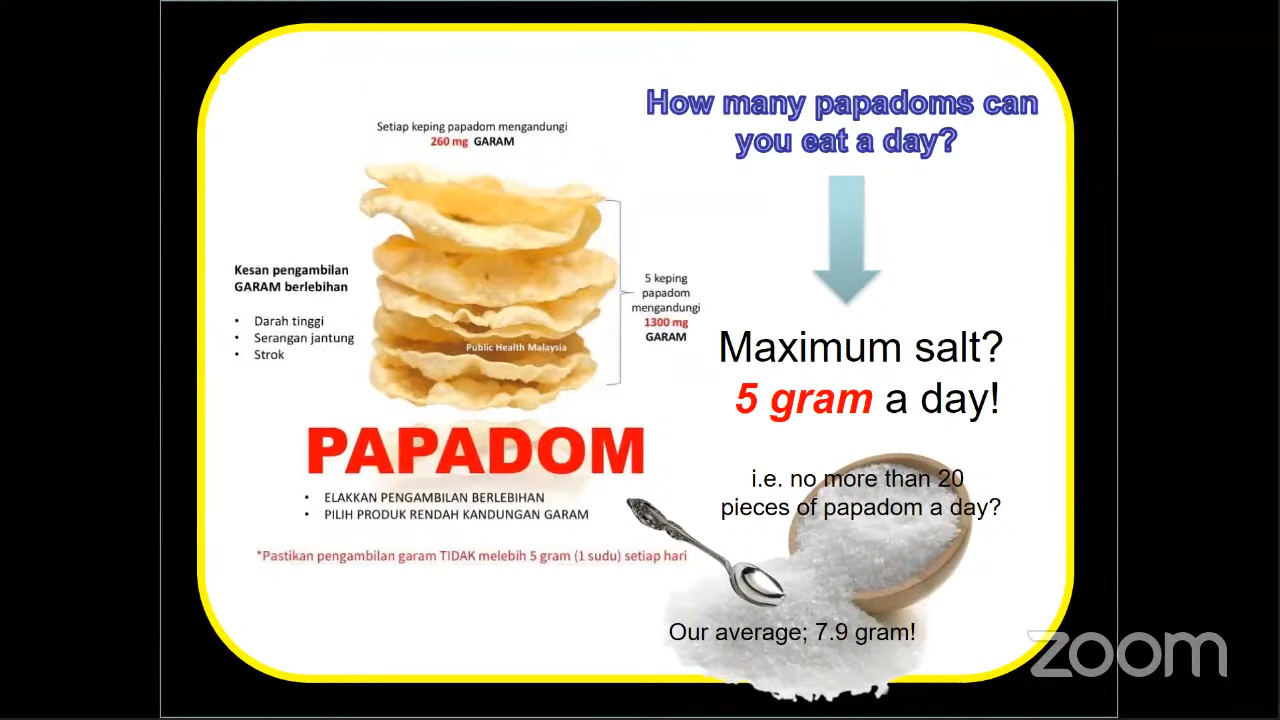 How many papadoms can
you eat a day?
Setiap keping papadom mengandungi
260 mg GARAM
Kesan pengambilan
GARAM berlebihan
• Darah tinggi
• Serangan jantung
• Strok
5 keping
papadom
mengandungi
1300 mg
GARAM
Public Health Malaysia
PAPADOM
• ELAKKAN PENGAMBILAN BERLEBIHAN
• PILIH PRODUK RENDAH KANDUNGAN GARAM
*Pastikan pengambilan garam TIDAK melebih 5 gram (1 sudu) setiap hari
Maximum salt?
5 gram a day!
i.e. no more than 20
pieces of papadom a day?
Our average; 7.9 gram!
zoom